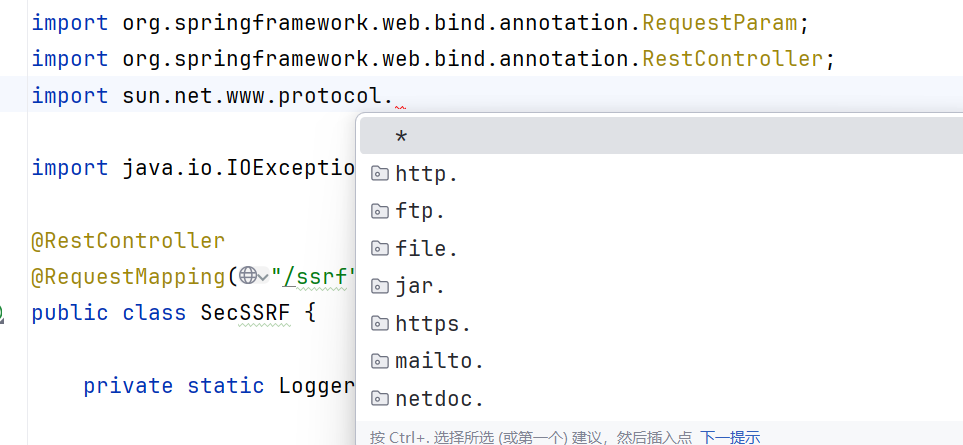 import org.springframework.web.bind.annotation.RequestParam;
import org.springframework.web.bind.annotation.RestController;
import sun.net.www.protocol.
*
import java.io.IOExceptio
http.
ftp.
file.
@RestController
@RequestMapping("/ssrf"
jar.
public class SecSSRF {
https.
mailto.
private static Logger
netdoc.
按 Ctrl+. 选择所选 (或第一个) 建议，然后插入点 下一提示